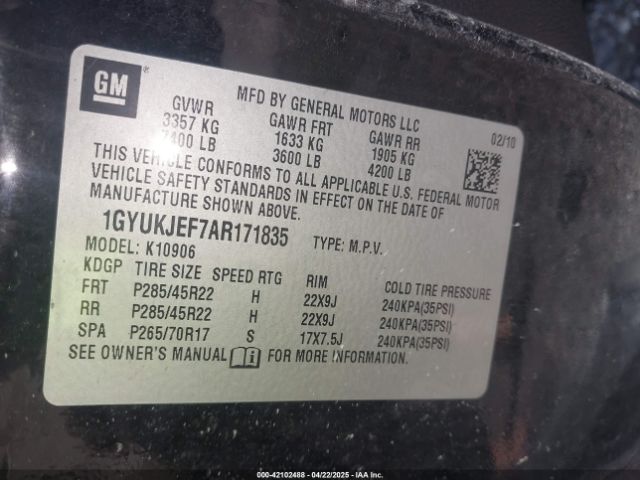 GM
MFD BY GENERAL MOTORS LLC
GVWR GAWR FRT GAWR RR 02/10
3357 KG 1633 KG 1905 KG
7400 LB 3600 LB 4200 LB
THIS VEHICLE CONFORMS TO ALL APPLICABLE U.S. FEDERAL MOTOR
VEHICLE SAFETY STANDARDS IN EFFECT ON THE DATE OF
MANUFACTURE SHOWN ABOVE.
1GYUKJEF7AR171835 TYPE: M.P.V.
MODEL: K10906
KDGP TIRE SIZE SPEED RTG RIM COLD TIRE PRESSURE
FRT P285/45R22 H 22X9J 240KPA(35PSI)
RR P285/45R22 H 22X9J 240KPA(35PSI)
SPA P265/70R17 S 17X7.5J 240KPA(35PSI)
SEE OWNER'S MANUAL FOR MORE INFORMATION
000-42102488 - 04/22/2025 - IAA Inc.